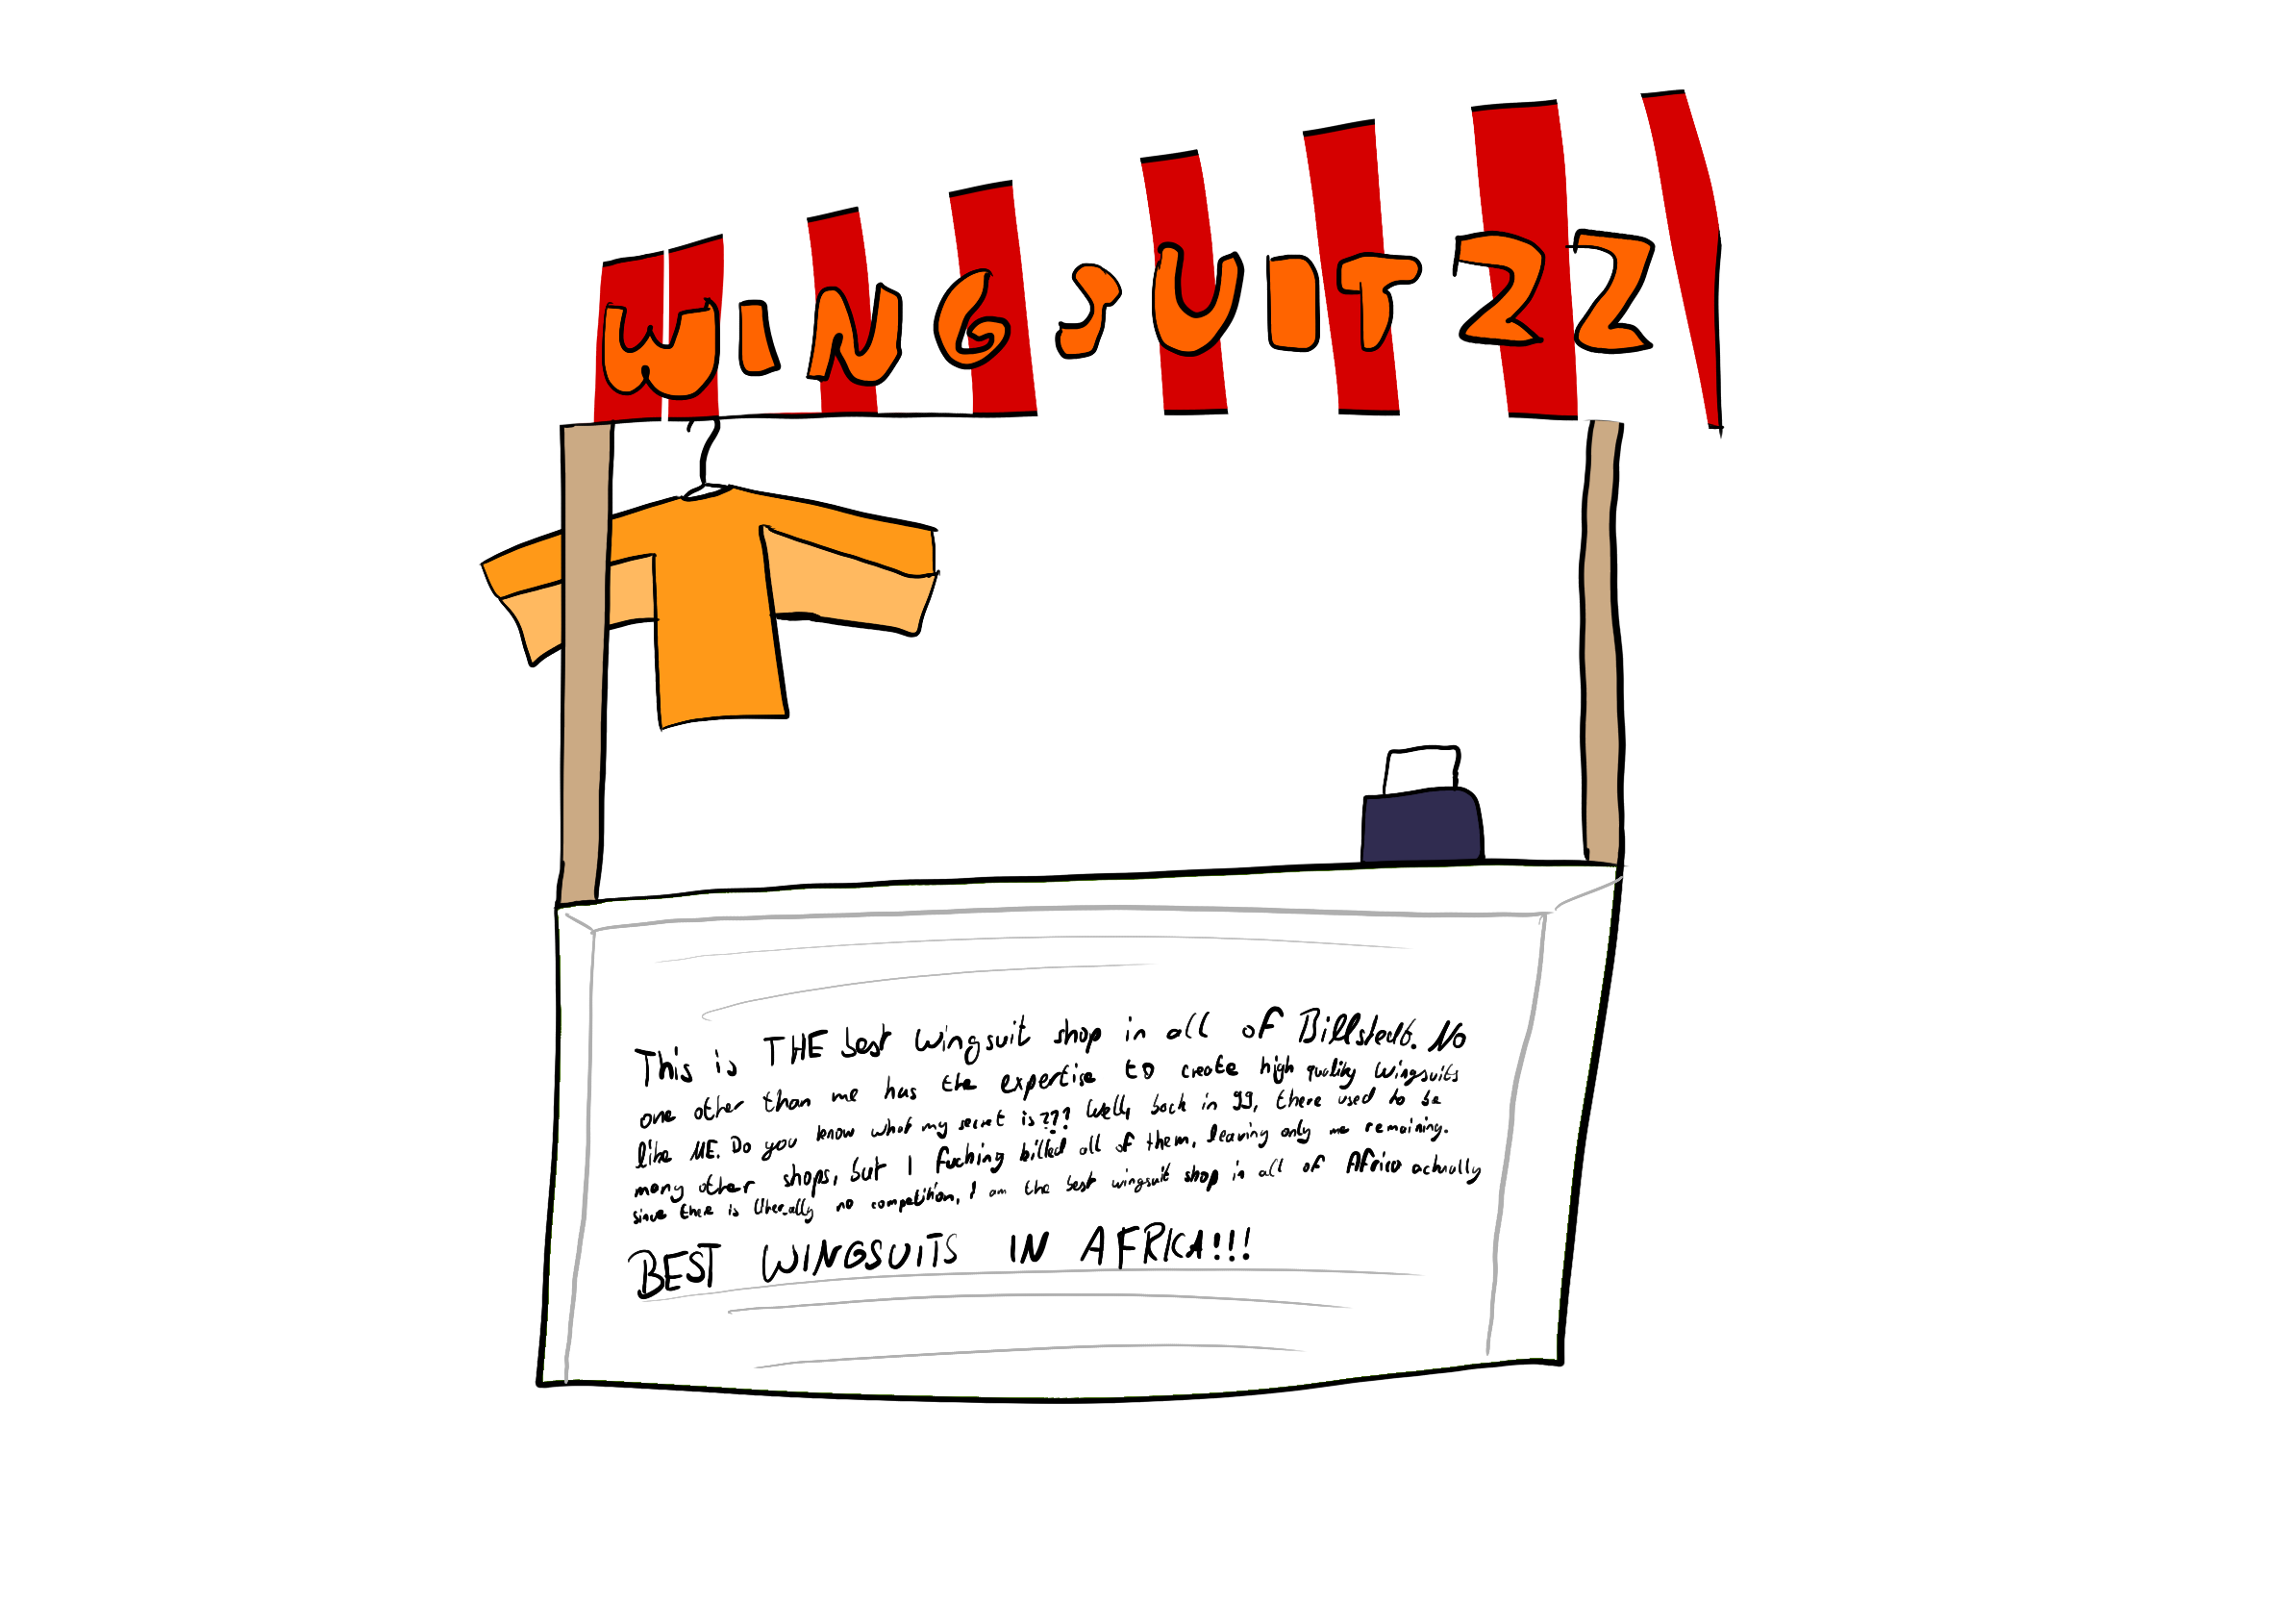 WINGSUITZZ
This is THE best wingsuit shop in all of Billstedt. No
one other than me has the expertise to create high quality wingsuits
like ME. Do you know what my secret is??? Well, back in 99, there used to be
many other shops, but I fucking killed all of them, leaving only me remaining.
since there is literally no competition, I am the best wingsuit shop in all of Africa actually
BEST WINGSUITS IN AFRICA!!!